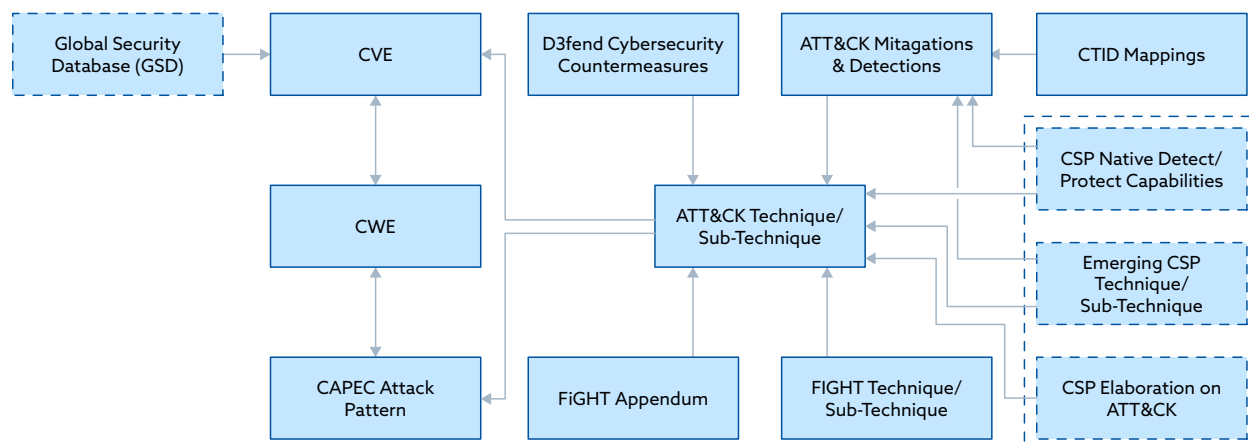 Global Security
Database (GSD)
CVE
D3fend Cybersecurity
Countermeasures
ATT&CK Mitagations
& Detections
CTID Mappings
CSP Native Detect/
Protect Capabilities
CWE
ATT&CK Technique/
Sub-Technique
Emerging CSP
Technique/
Sub-Technique
CAPEC Attack
Pattern
FiGHT Appendum
FIGHT Technique/
Sub-Technique
CSP Elaboration on
ATT&CK